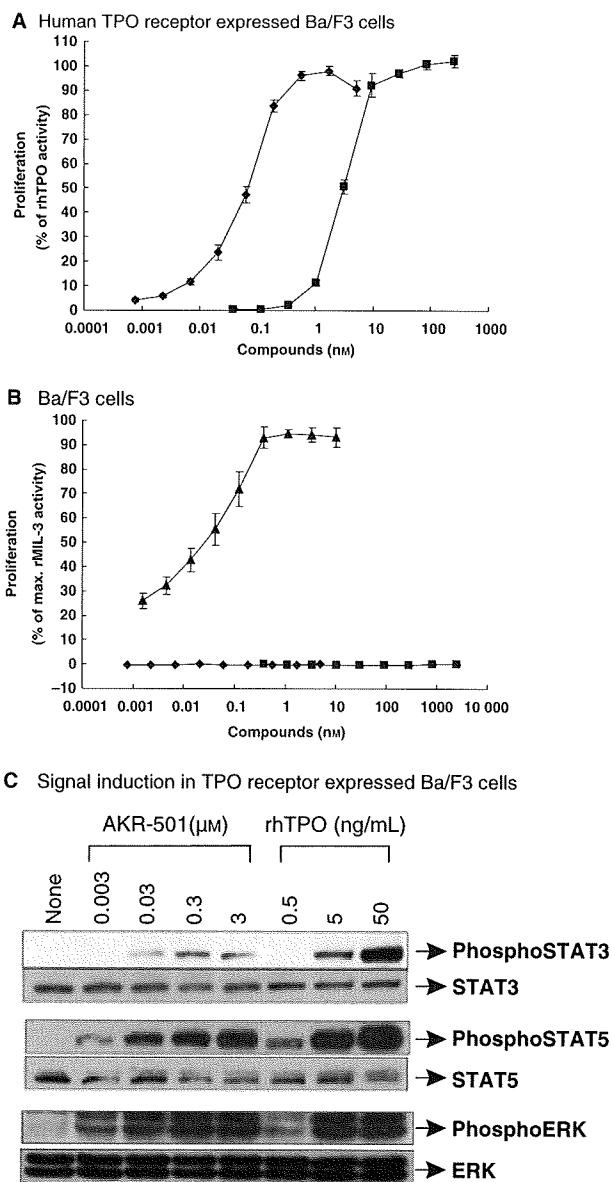 A Human TPO receptor expressed Ba/F3 cells
Proliferation
(% of rhTPO activity)
110
100
90
80
70
60
50
40
30
20
10
0
0.0001 0.001 0.01 0.1 1 10 100 1000
Compounds (nM)
B Ba/F3 cells
Proliferation
(% of max. rMIL-3 activity)
100
90
80
70
60
50
40
30
20
10
0
–10
0.0001 0.001 0.01 0.1 1 10 100 1000 10 000
Compounds (nM)
C Signal induction in TPO receptor expressed Ba/F3 cells
AKR-501(μM) rhTPO (ng/mL)
None 0.003 0.03 0.3 3 0.5 5 50
PhosphoSTAT3
STAT3
PhosphoSTAT5
STAT5
PhosphoERK
ERK